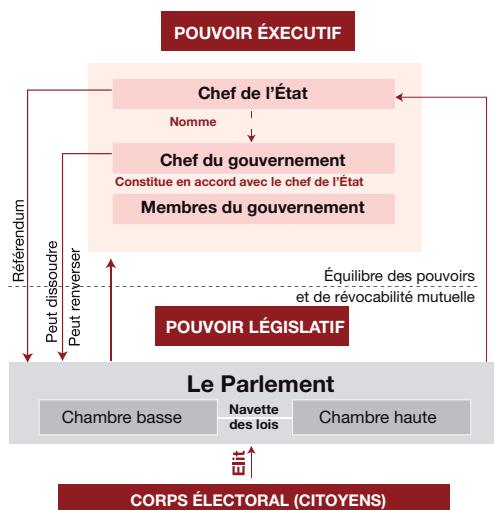 POUVOIR ÉXECUTIF
Chef de l’État
Nomme
Chef du gouvernement
Constitue en accord avec le chef de l’État
Membres du gouvernement
Référendum
Peut dissoudre
Peut renverser
Équilibre des pouvoirs
et de révocabilité mutuelle
POUVOIR LÉGISLATIF
Le Parlement
Chambre basse
Navette
des lois
Chambre haute
Elit
CORPS ÉLECTORAL (CITOYENS)